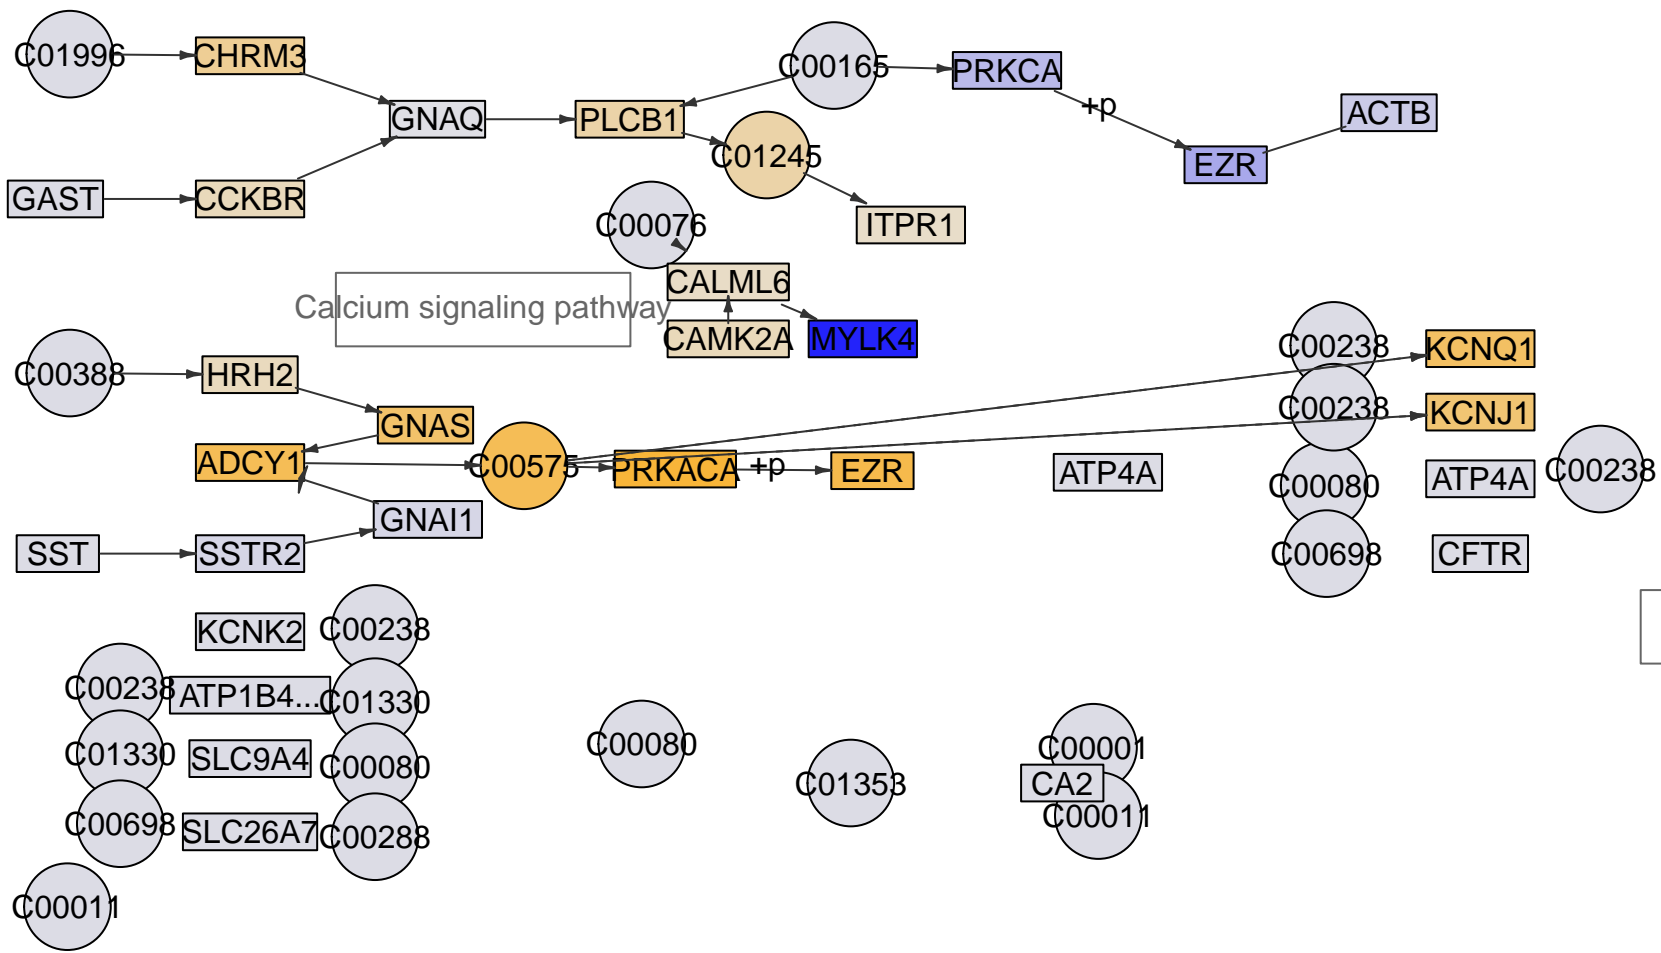 C01996
CHRM3
C00165
PRKCA
+p
ACTB
GNAQ
PLCB1
C01245
EZR
GAST
CCKBR
C00076
ITPR1
CALML6
Calcium signaling pathway
CAMK2A
MYLK4
C00238
KCNQ1
C00388
HRH2
C00238
KCNJ1
GNAS
ADCY1
C00575
PRKACA
+p
EZR
ATP4A
C00080
ATP4A
C00238
GNAI1
SST
SSTR2
C00698
CFTR
KCNK2
C00238
C00238
ATP1B4...
C01330
C01330
SLC9A4
C00080
C00080
C01353
C00001
CA2
C00011
C00698
SLC26A7
C00288
C00011